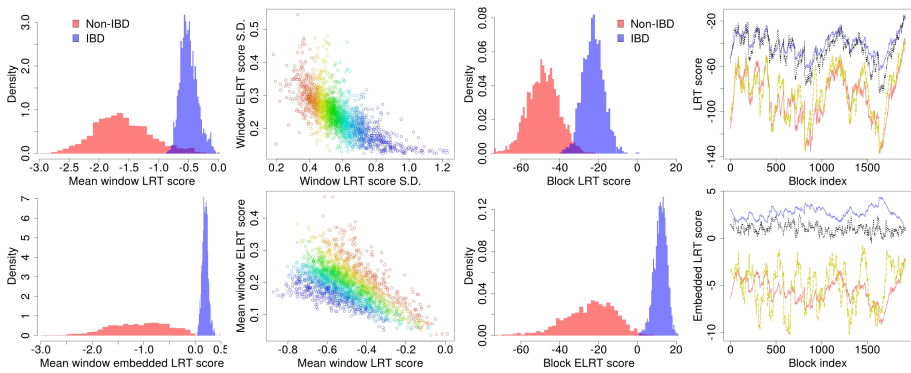 Non-IBD
IBD
Density
0.0 1.0 2.0 3.0
-3.0 -2.5 -2.0 -1.5 -1.0 -0.5 0.0
Mean window LRT score
Window ELRT score S.D.
0.2 0.3 0.4 0.5
0.2 0.4 0.6 0.8 1.0 1.2
Window LRT score S.D.
Non-IBD
IBD
Density
0.00 0.02 0.04 0.06 0.08
-60 -40 -20 0 20
Block LRT score
LRT score
-140 -100 -60 -20
0 500 1000 1500
Block index
Density
0 1 2 3 4 5 6 7
-3.0 -2.0 -1.0 0.0 0.5
Mean window embedded LRT score
Mean window ELRT score
0.1 0.2 0.3 0.4
-0.8 -0.6 -0.4 -0.2 0.0
Mean window LRT score
Density
0.00 0.04 0.08 0.12
-60 -40 -20 0 20
Block ELRT score
Embedded LRT score
-10 -5 0 5
0 500 1000 1500
Block index